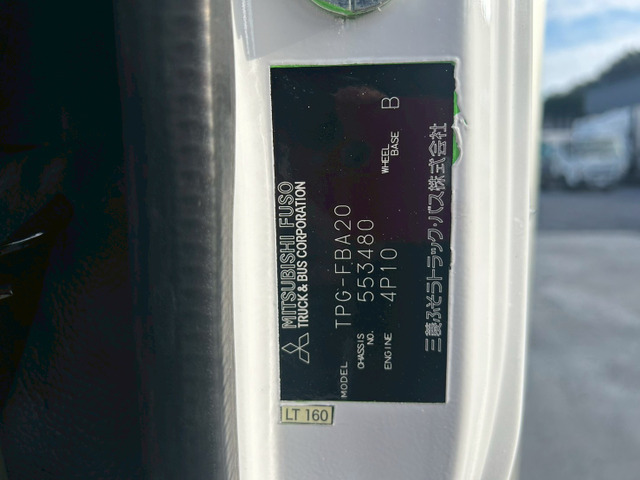 MITSUBISHI FUSO
TRUCK & BUS CORPORATION
MODEL TPG-FBA20
CHASSIS NO. 553480
ENGINE 4P10 WHEEL BASE B
三菱ふそうトラック・バス株式会社
LT 160